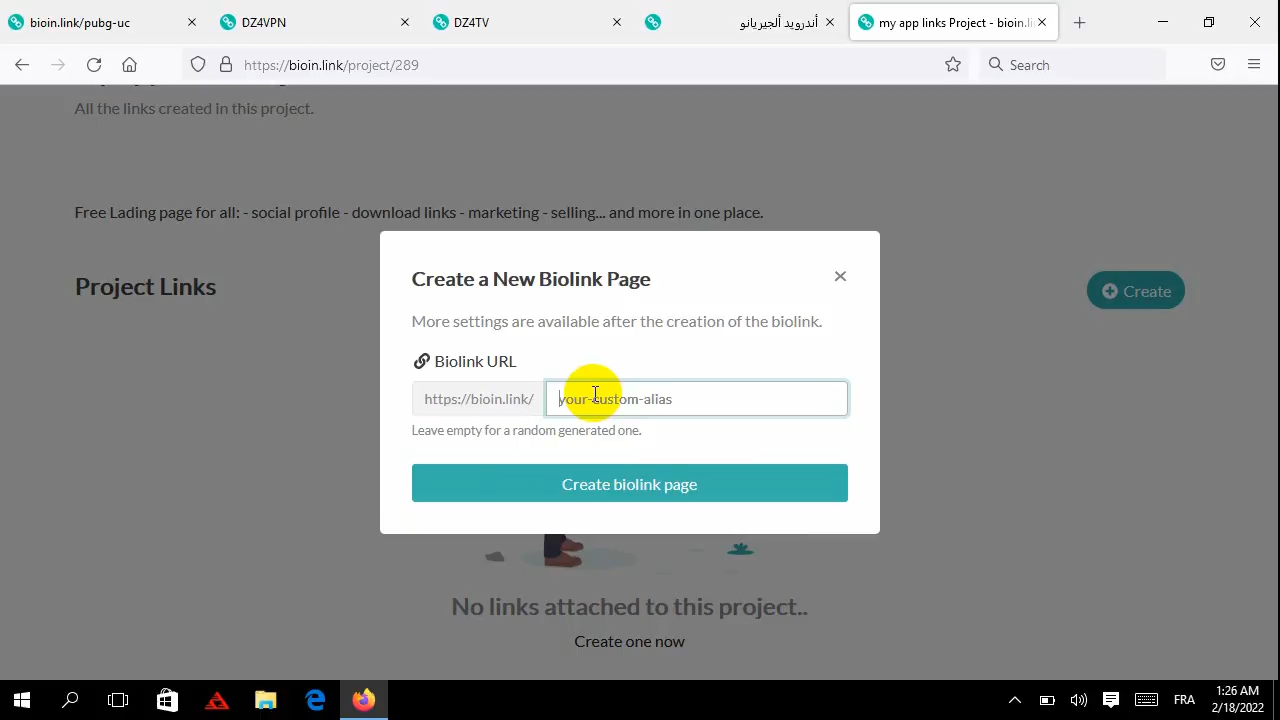 bioin.link/pubg-uc
DZ4VPN
DZ4TV
أندرويد ألجيريانو
my app links Project - bioin.li
https://bioin.link/project/289
Search
All the links created in this project.
Free Lading page for all: - social profile - download links - marketing - selling... and more in one place.
Project Links
Create
Create a New Biolink Page
More settings are available after the creation of the biolink.
Biolink URL
https://bioin.link/
your-custom-alias
Leave empty for a random generated one.
Create biolink page
No links attached to this project..
Create one now
FRA
1:26 AM
2/18/2022